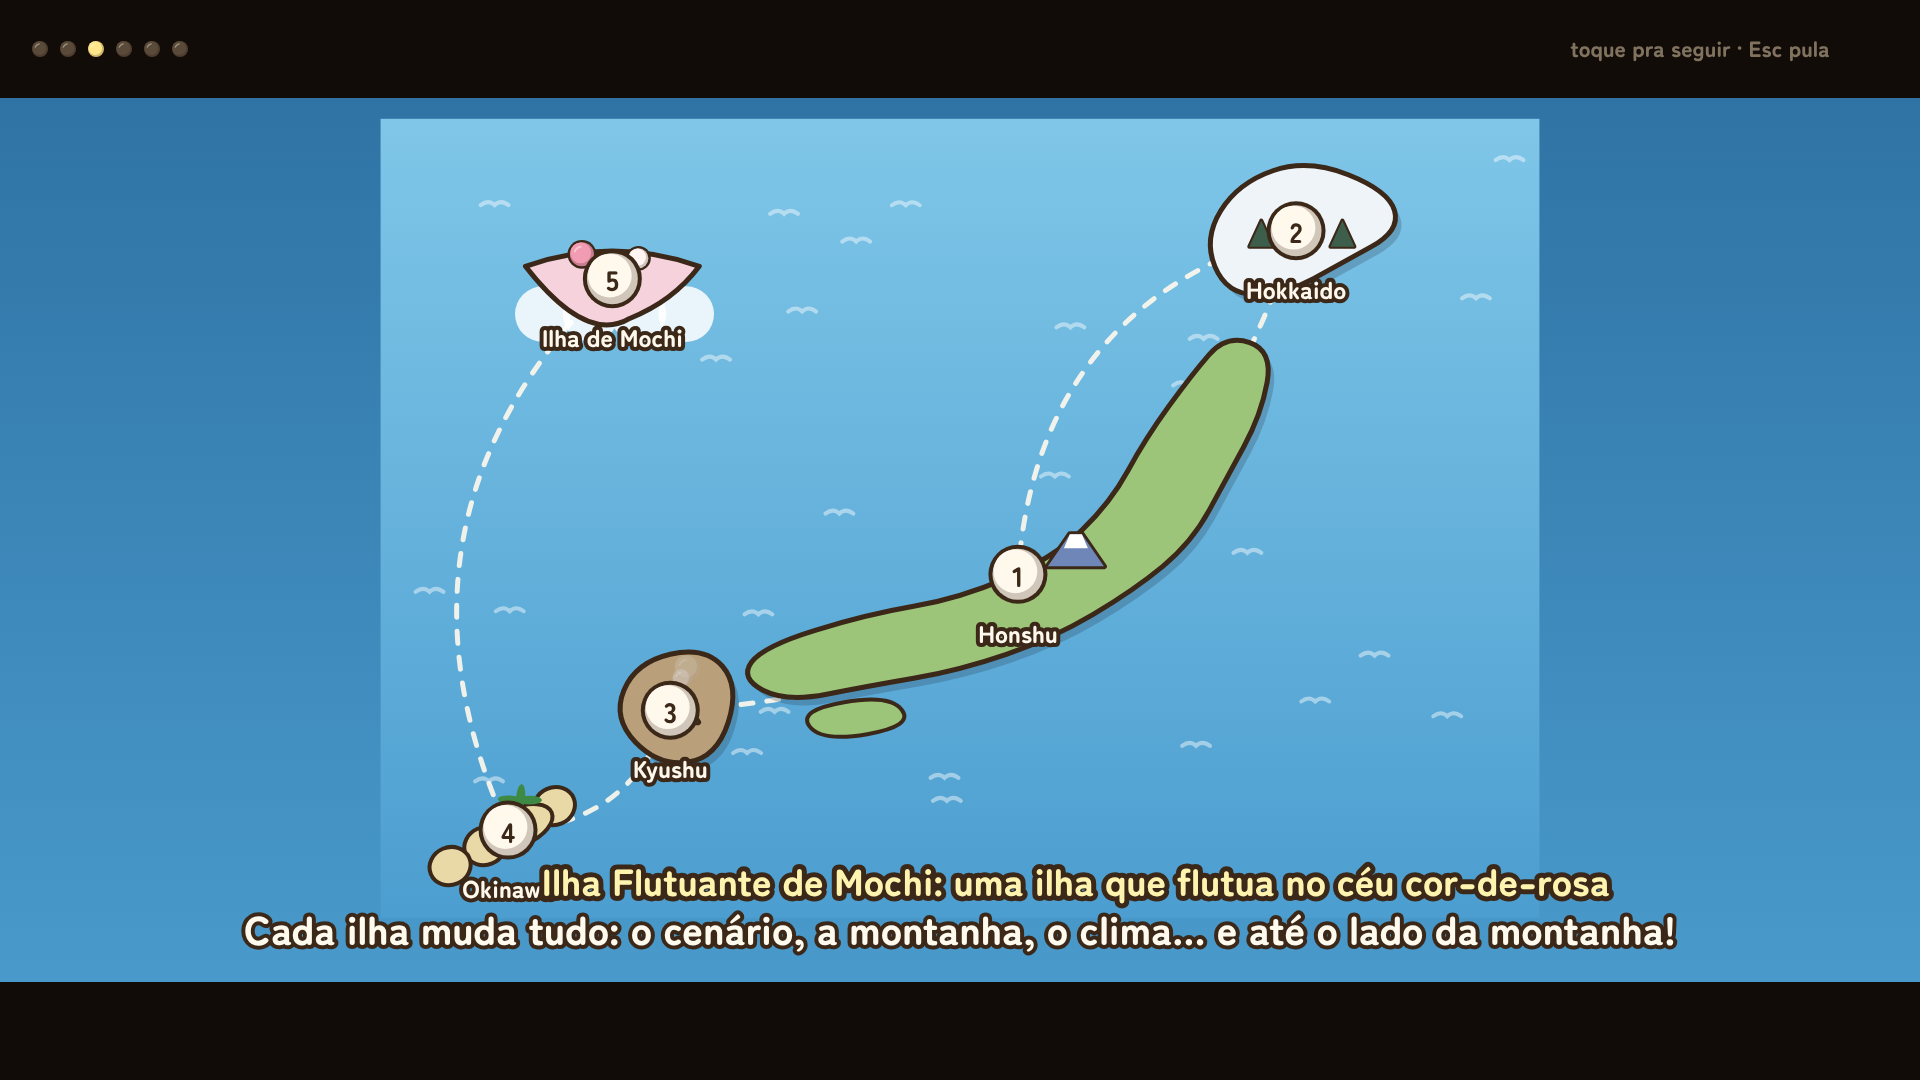 toque pra seguir · Esc pula
2
Hokkaido
5
Ilha de Mochi
1
Honshu
3
Kyushu
4
Okinaw
Ilha Flutuante de Mochi: uma ilha que flutua no céu cor-de-rosa
Cada ilha muda tudo: o cenário, a montanha, o clima... e até o lado da montanha!